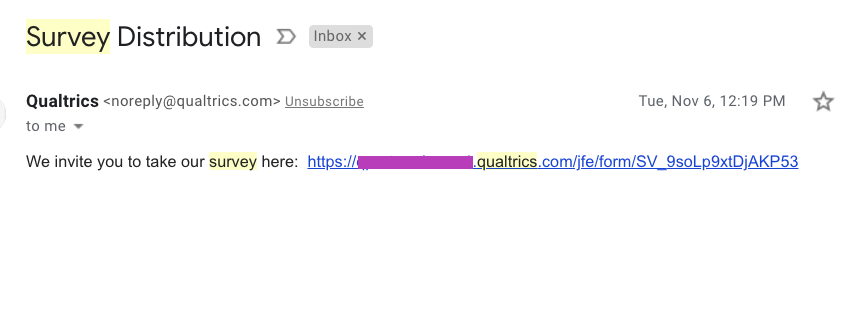 Survey Distribution Inbox ×
Qualtrics <noreply@qualtrics.com> Unsubscribe Tue, Nov 6, 12:19 PM
to me
We invite you to take our survey here: https:// .qualtrics.com/jfe/form/SV_9soLp9xtDjAKP53